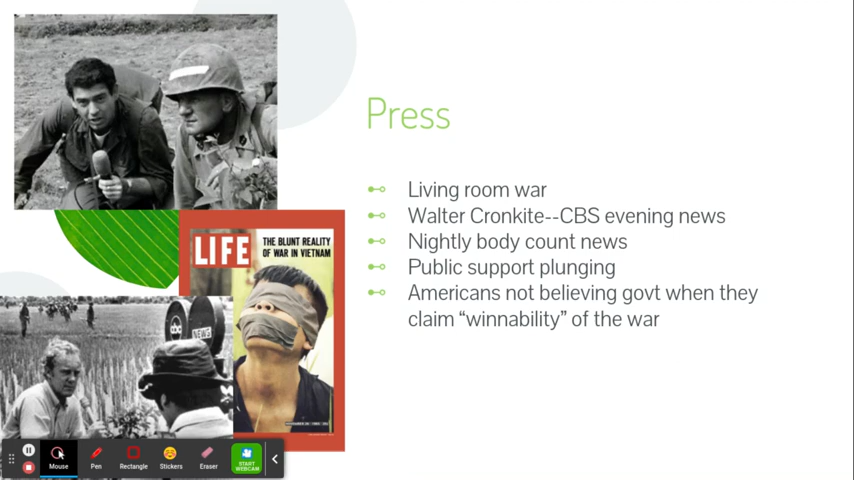 Press
Living room war
Walter Cronkite--CBS evening news
Nightly body count news
Public support plunging
Americans not believing govt when they
claim “winnability” of the war
LIFE
THE BLUNT REALITY
OF WAR IN VIETNAM
abc
NEWS
Mouse
Pen
Rectangle
Stickers
Eraser
START
WEBCAM